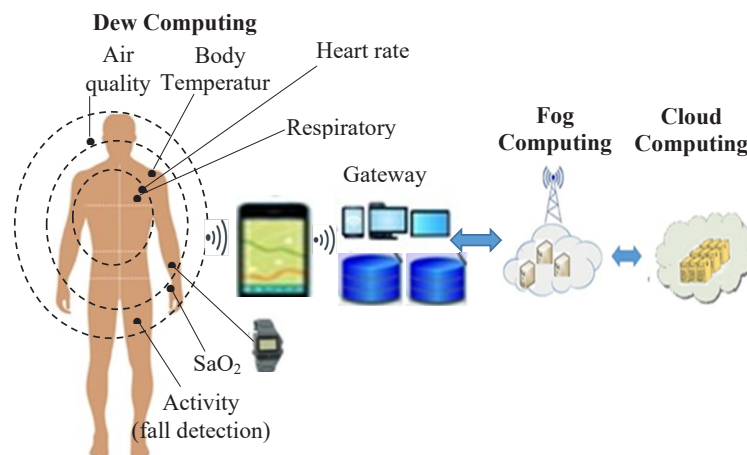 Dew Computing
Air
quality
Body
Temperatur
Heart rate
Respiratory
Gateway
Fog
Computing
Cloud
Computing
SaO₂
Activity
(fall detection)